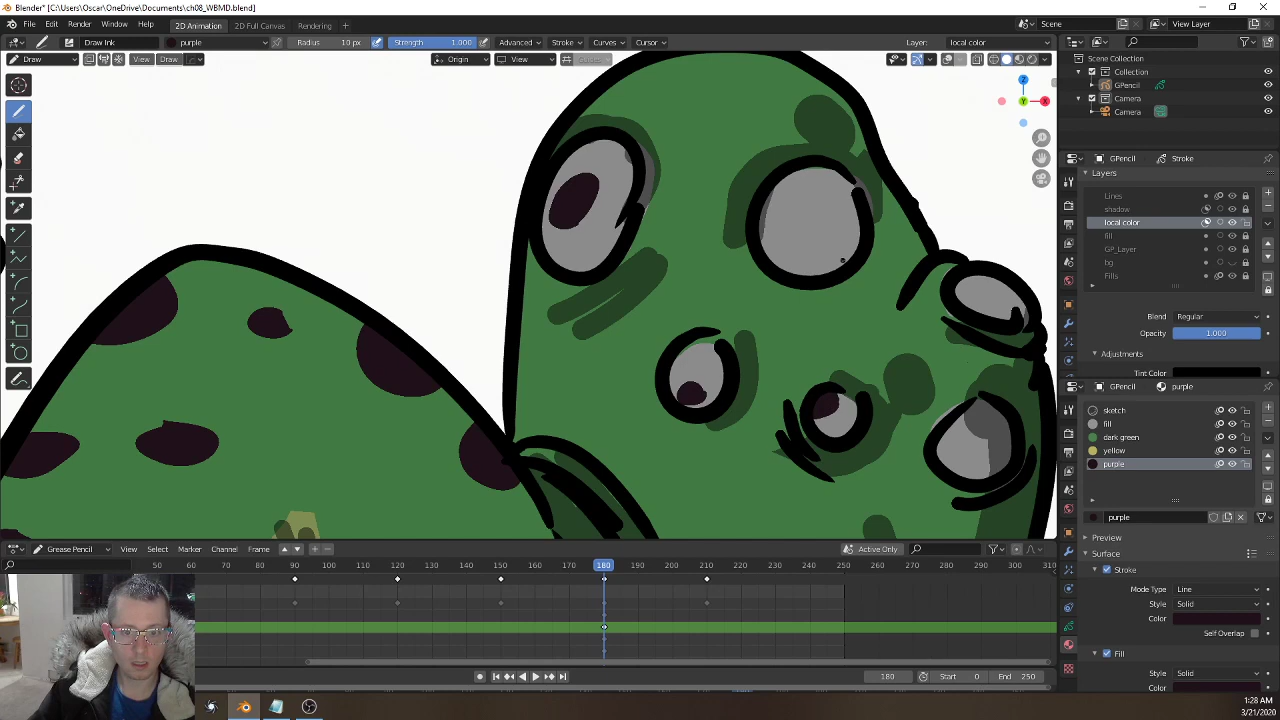 Blender* [C:\Users\Oscar\OneDrive\Documents\ch08_WBMD.blend]
File Edit Render Window Help 2D Animation 2D Full Canvas Rendering + Scene View Layer
Draw Ink purple Radius 10 px Strength 1.000 Advanced Stroke Curves Cursor Layer: local color
Draw View Draw Origin View Guides
Scene Collection
Collection
GPencil
Camera
Camera
GPencil Stroke
Layers
Lines
shadow
local color
fill
GP_Layer
bg
Fills
Blend Regular
Opacity 1.000
Adjustments
Tint Color
GPencil purple
sketch
fill
dark green
yellow
purple
purple
Preview
Surface
Stroke
Mode Type Line
Style Solid
Color
Self Overlap
Fill
Style Solid
Color
Grease Pencil View Select Marker Channel Frame Active Only
50 60 70 80 90 100 110 120 130 140 150 160 170 180 190 200 210 220 230 240 250 260 270 280 290 300 310
180 Start 0 End 250
1:28 AM
3/21/2020